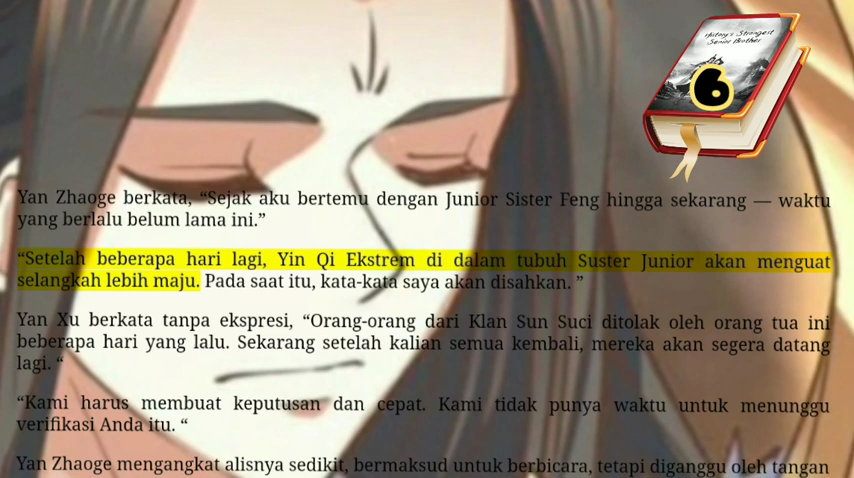 History's Strongest
Senior Brother
6
Yan Zhaoge berkata, “Sejak aku bertemu dengan Junior Sister Feng hingga sekarang — waktu
yang berlalu belum lama ini.”
“Setelah beberapa hari lagi, Yin Qi Ekstrem di dalam tubuh Suster Junior akan menguat
selangkah lebih maju. Pada saat itu, kata-kata saya akan disahkan. ”
Yan Xu berkata tanpa ekspresi, “Orang-orang dari Klan Sun Suci ditolak oleh orang tua ini
beberapa hari yang lalu. Sekarang setelah kalian semua kembali, mereka akan segera datang
lagi. “
“Kami harus membuat keputusan dan cepat. Kami tidak punya waktu untuk menunggu
verifikasi Anda itu. “
Yan Zhaoge mengangkat alisnya sedikit, bermaksud untuk berbicara, tetapi diganggu oleh tangan